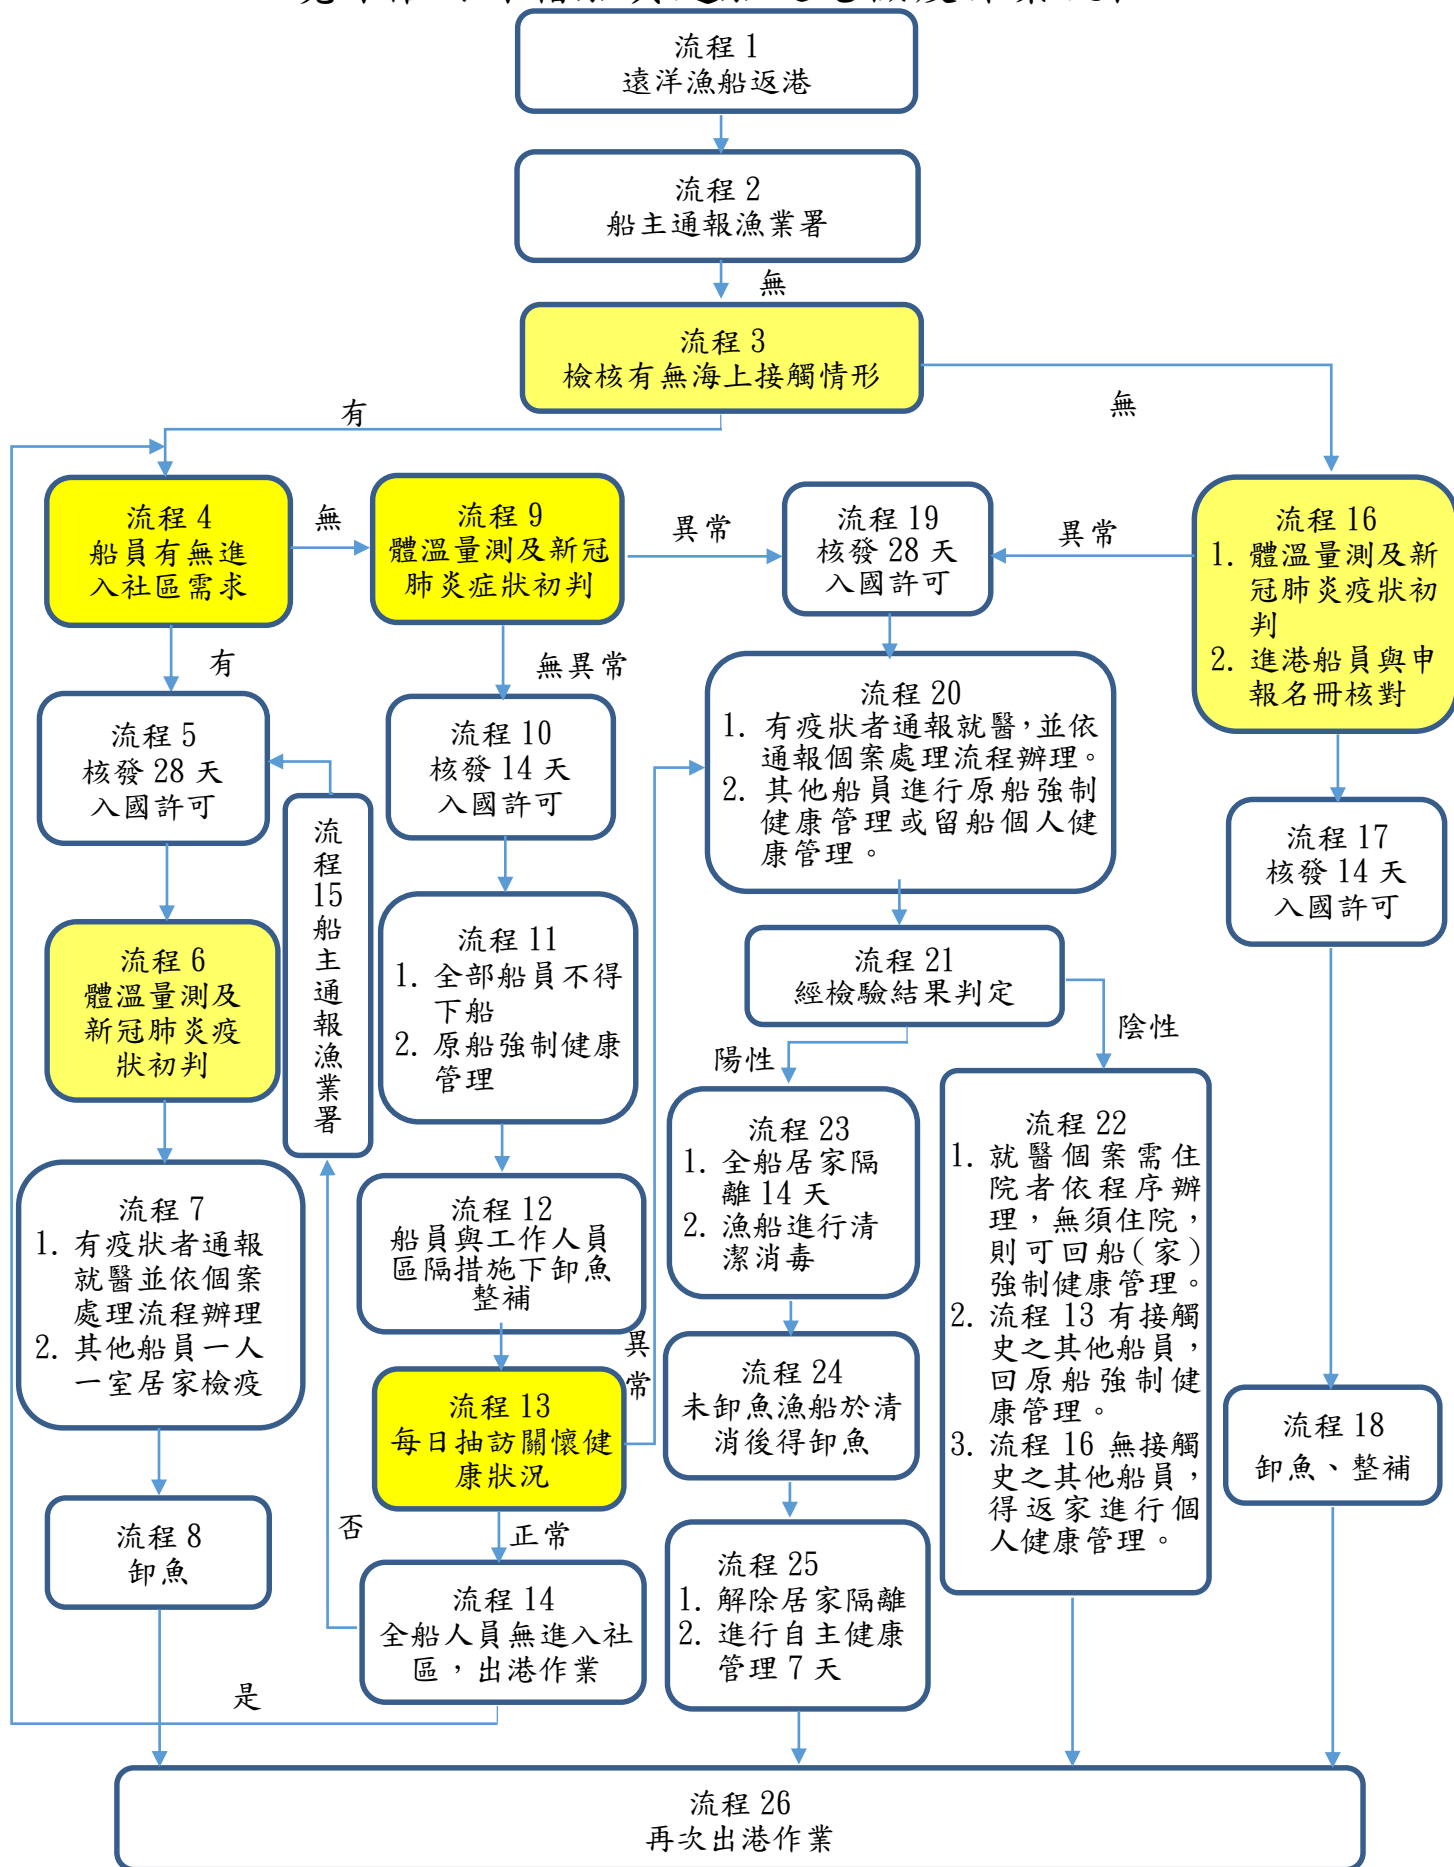 流程 1
遠洋漁船返港
流程 2
船主通報漁業署
無
流程 3
檢核有無海上接觸情形
有
無
流程 4
船員有無進
入社區需求
無
流程 9
體溫量測及新冠
肺炎症狀初判
異常
流程 19
核發 28 天
入國許可
異常
流程 16
1. 體溫量測及新
冠肺炎疫狀初
判
2. 進港船員與申
報名冊核對
有
無異常
流程 5
核發 28 天
入國許可
流程 10
核發 14 天
入國許可
流程 20
1. 有疫狀者通報就醫，並依
通報個案處理流程辦理。
2. 其他船員進行原船強制
健康管理或留船個人健
康管理。
流程 17
核發 14 天
入國許可
流程15船主通報漁業署
流程 6
體溫量測及
新冠肺炎疫
狀初判
流程 11
1. 全部船員不得
下船
2. 原船強制健康
管理
流程 21
經檢驗結果判定
陽性
陰性
流程 7
1. 有疫狀者通報
就醫並依個案
處理流程辦理
2. 其他船員一人
一室居家檢疫
流程 12
船員與工作人員
區隔措施下卸魚
整補
流程 23
1. 全船居家隔
離 14 天
2. 漁船進行清
潔消毒
流程 22
1. 就醫個案需住
院者依程序辦
理，無須住院，
則可回船(家)
強制健康管理。
2. 流程 13 有接觸
史之其他船員，
回原船強制健
康管理。
3. 流程 16 無接觸
史之其他船員，
得返家進行個
人健康管理。
異常
流程 13
每日抽訪關懷健
康狀況
流程 24
未卸魚漁船於清
消後得卸魚
流程 18
卸魚、整補
流程 8
卸魚
否
正常
流程 14
全船人員無進入社
區，出港作業
流程 25
1. 解除居家隔離
2. 進行自主健康
管理 7 天
是
流程 26
再次出港作業